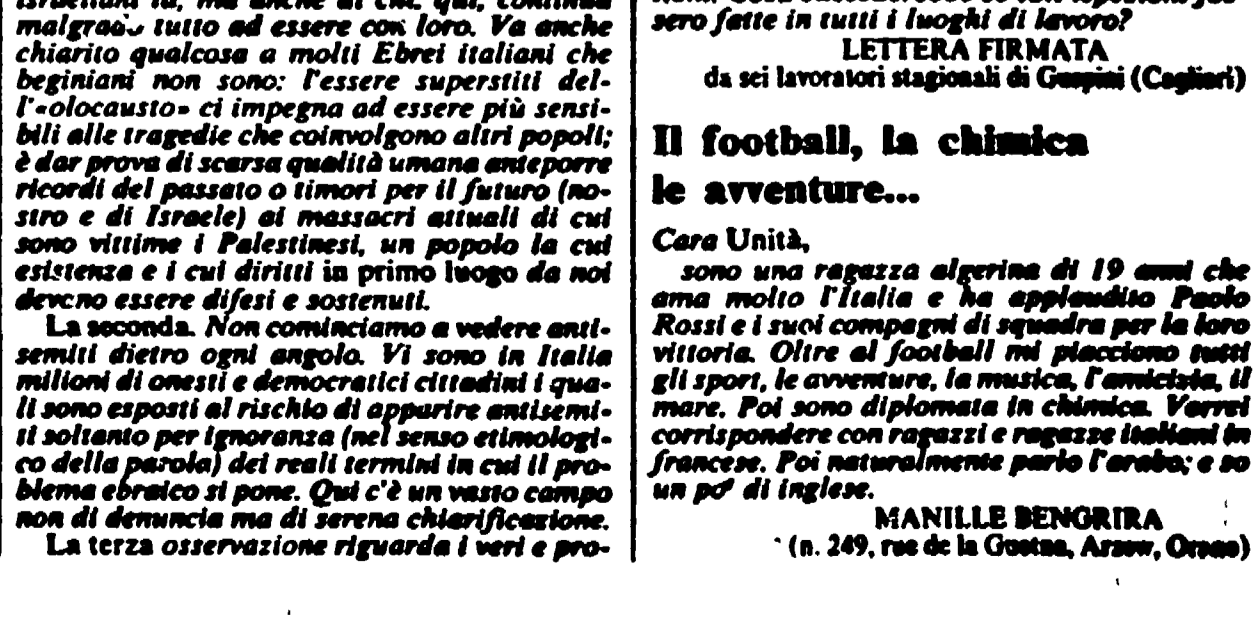 israeliani là, ma anche di chi, qui, continua
malgrado tutto ad essere con loro. Va anche
chiarito qualcosa a molti Ebrei italiani che
beginiani non sono: l'essere superstiti del-
l'«olocausto» ci impegna ad essere più sensi-
bili alle tragedie che coinvolgono altri popoli;
è dar prova di scarsa qualità umana anteporre
ricordi del passato o timori per il futuro (no-
stro e di Israele) ai massacri attuali di cui
sono vittime i Palestinesi, un popolo la cui
esistenza e i cui diritti in primo luogo da noi
devono essere difesi e sostenuti.
La seconda. Non cominciamo a vedere anti-
semiti dietro ogni angolo. Vi sono in Italia
milioni di onesti e democratici cittadini i qua-
li sono esposti al rischio di apparire antisemi-
ti soltanto per ignoranza (nel senso etimologi-
co della parola) dei reali termini in cui il pro-
blema ebraico si pone. Qui c'è un vasto campo
non di denuncia ma di serena chiarificazione.
La terza osservazione riguarda i veri e pro-
sero fatte in tutti i luoghi di lavoro?
LETTERA FIRMATA
da sei lavoratori stagionali di Guspini (Cagliari)
Il football, la chimica
le avventure...
Cara Unità,
sono una ragazza algerina di 19 anni che
ama molto l'Italia e ha applaudito Paolo
Rossi e i suoi compagni di squadra per la loro
vittoria. Oltre al football mi piacciono tutti
gli sport, le avventure, la musica, l'amicizia, il
mare. Poi sono diplomata in chimica. Vorrei
corrispondere con ragazzi e ragazze italiani in
francese. Poi naturalmente parlo l'arabo; e so
un po' di inglese.
MANILLE BENGRIRA
(n. 249, rue de la Guetna, Arzew, Orano)